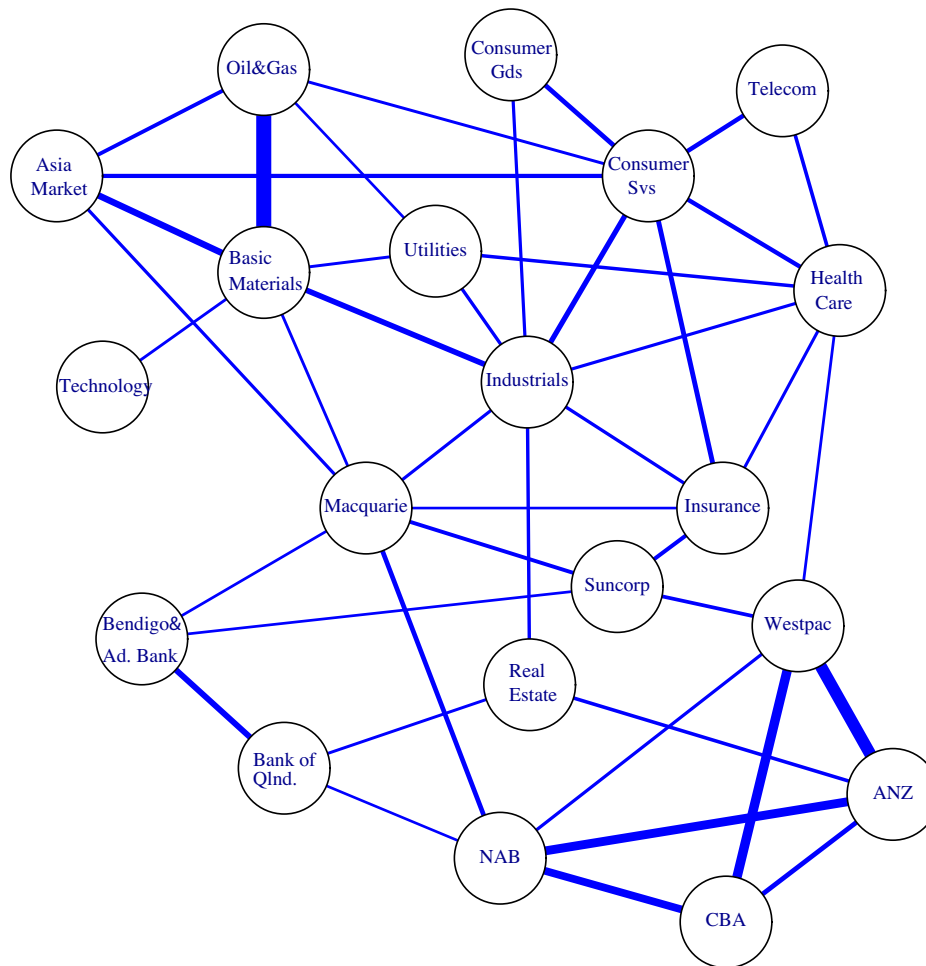 Consumer
Gds
Oil&Gas
Telecom
Asia
Market
Consumer
Svs
Basic
Materials
Utilities
Health
Care
Technology
Industrials
Macquarie
Insurance
Suncorp
Bendigo&
Ad. Bank
Westpac
Real
Estate
Bank of
Qlnd.
ANZ
NAB
CBA